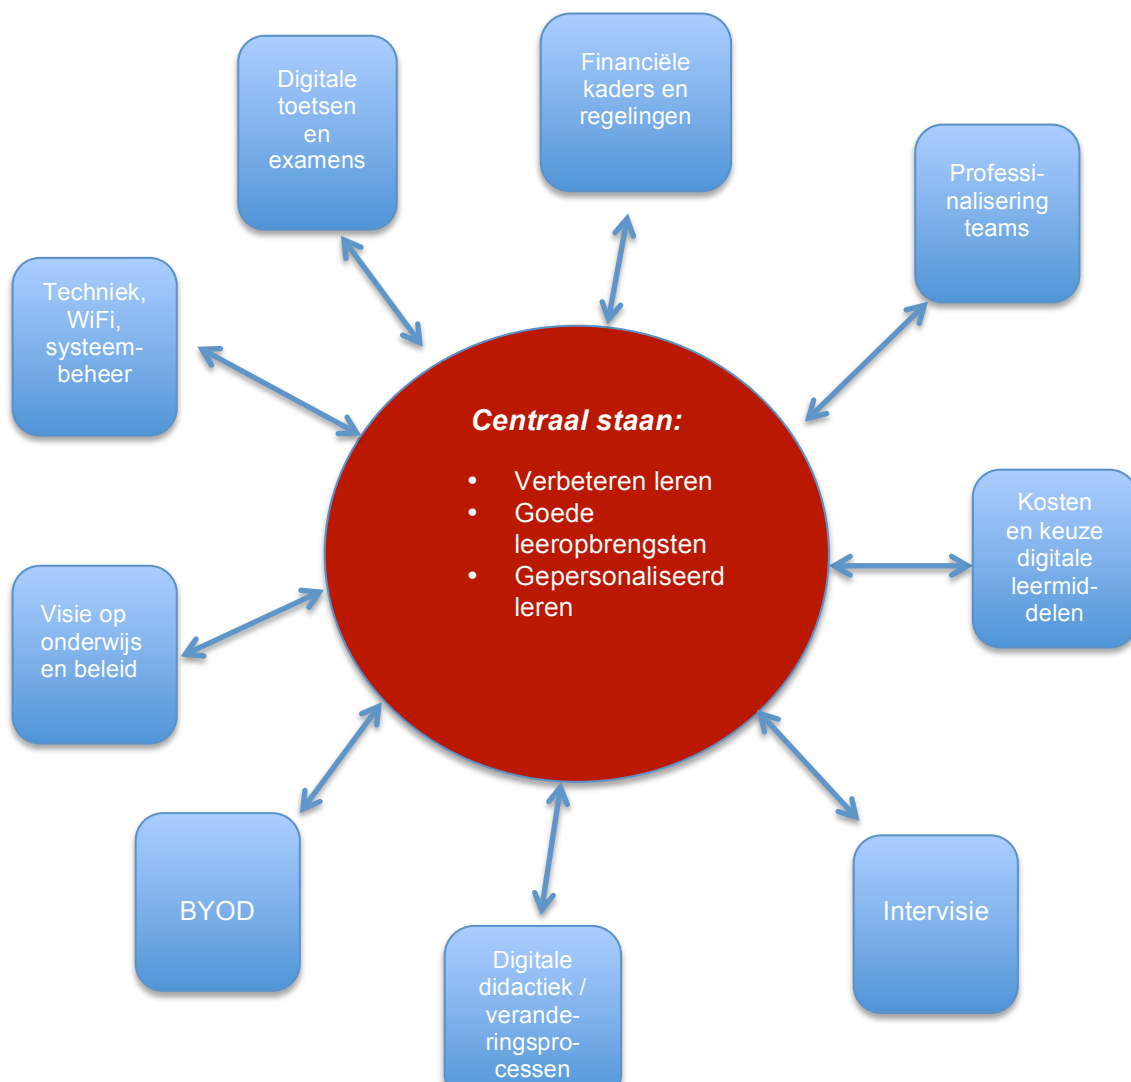 Digitale
toetsen
en
examens
Financiële
kaders en
regelingen
Professi-
nalisering
teams
Techniek,
WiFi,
systeem-
beheer
Centraal staan:
• Verbeteren leren
• Goede
leeropbrengsten
• Gepersonaliseerd
leren
Kosten
en keuze
digitale
leermid-
delen
Visie op
onderwijs
en beleid
BYOD
Intervisie
Digitale
didactiek /
verande-
ringspro-
cessen